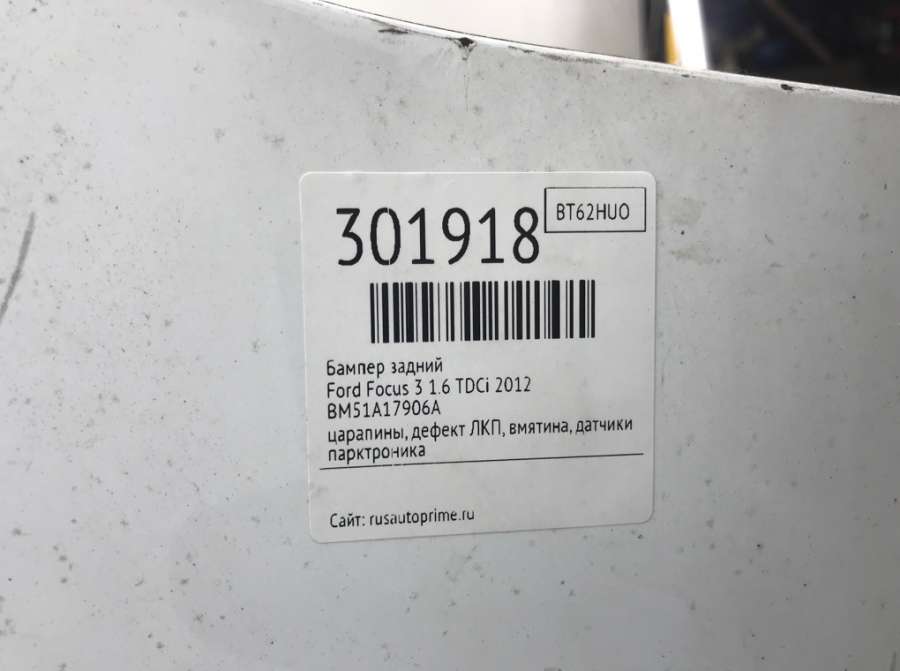 301918
BT62HUO
Бампер задний
Ford Focus 3 1.6 TDCi 2012
BM51A17906A
царапины, дефект ЛКП, вмятина, датчики
парктроника
Сайт: rusautoprime.ru